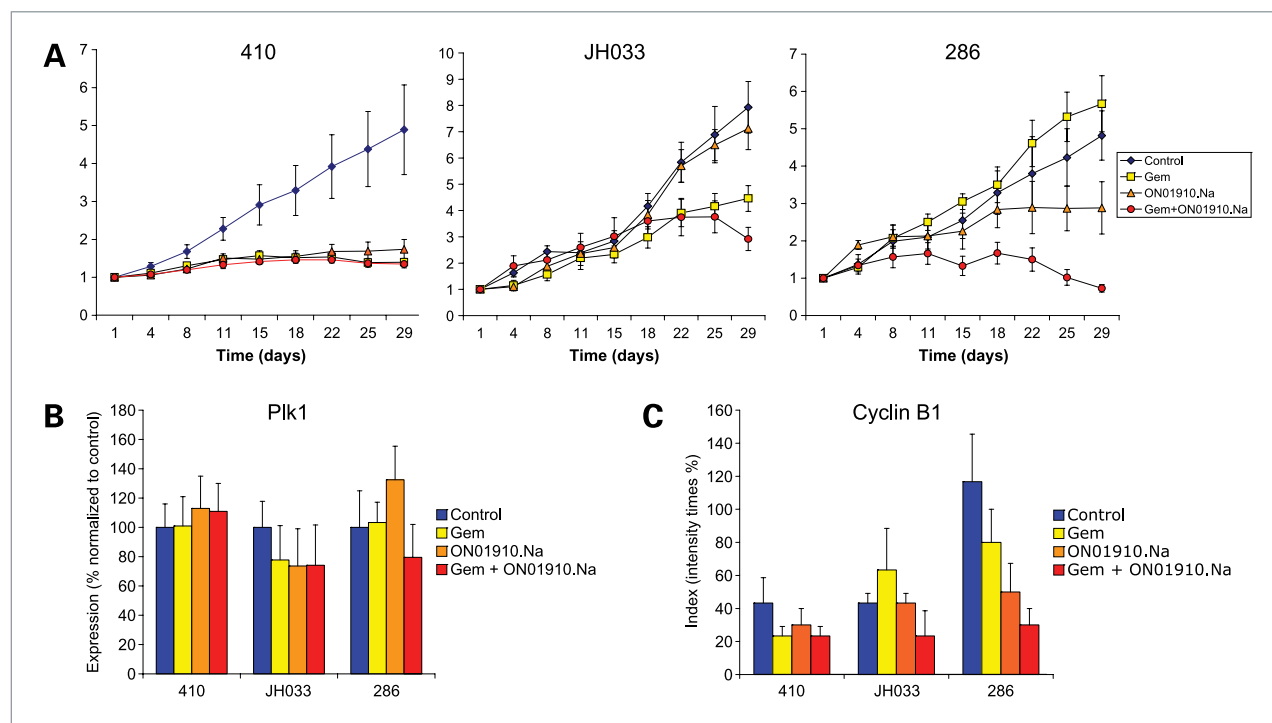 A
410
7
6
5
4
3
2
1
0
1 4 8 11 15 18 22 25 29
Time (days)
JH033
10
9
8
7
6
5
4
3
2
1
0
1 4 8 11 15 18 22 25 29
Time (days)
286
7
6
5
4
3
2
1
0
1 4 8 11 15 18 22 25 29
Time (days)
Control
Gem
ON01910.Na
Gem+ON01910.Na
B
Plk1
Expression (% normalized to control)
180
160
140
120
100
80
60
40
20
0
410 JH033 286
Control
Gem
ON01910.Na
Gem + ON01910.Na
C
Cyclin B1
Index (intensity times %)
160
140
120
100
80
60
40
20
0
410 JH033 286
Control
Gem
ON01910.Na
Gem + ON01910.Na